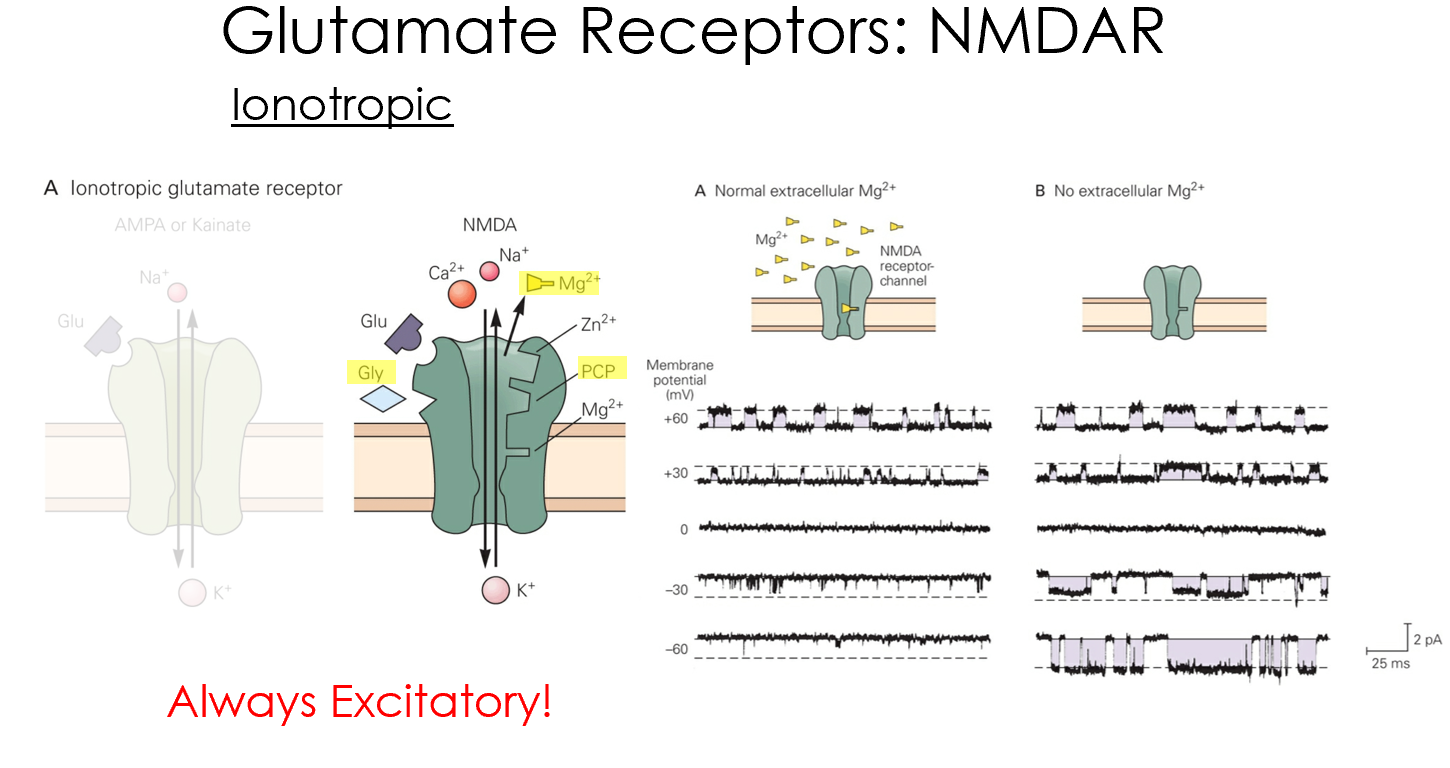 Glutamate Receptors: NMDAR
Ionotropic
A Ionotropic glutamate receptor
AMPA or Kainate
Na⁺
Glu
K⁺
NMDA
Na⁺
Ca²⁺
Mg²⁺
Glu
Zn²⁺
Gly
PCP
Mg²⁺
K⁺
Always Excitatory!
A Normal extracellular Mg²⁺
Mg²⁺
NMDA
receptor-
channel
B No extracellular Mg²⁺
Membrane
potential
(mV)
+60
+30
0
−30
−60
2 pA
25 ms